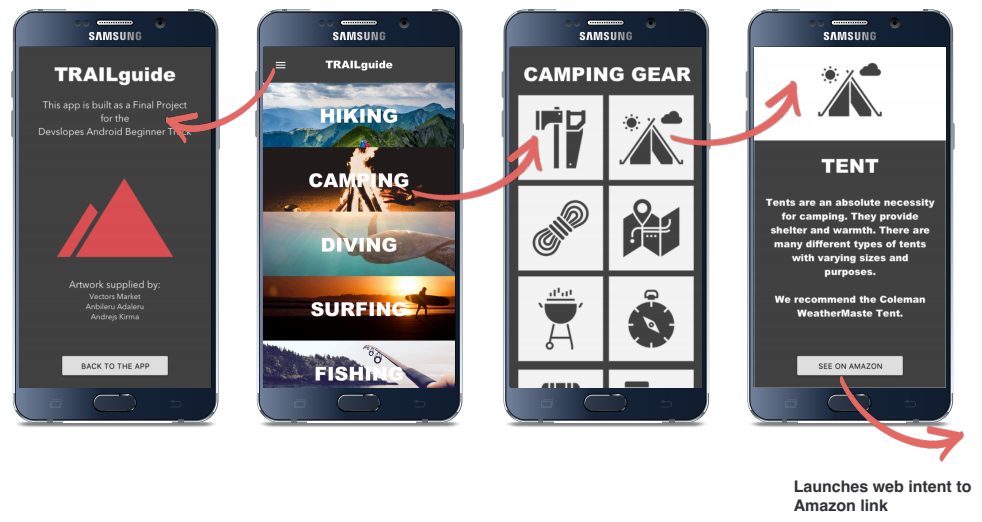 SAMSUNG
TRAILguide
This app is built as a Final Project
for the
Devslopes Android Beginner Track
Artwork supplied by:
Vectors Market
Anbileru Adaleru
Andrejs Kirma
BACK TO THE APP
SAMSUNG
TRAILguide
HIKING
CAMPING
DIVING
SURFING
FISHING
SAMSUNG
CAMPING GEAR
SAMSUNG
TENT
Tents are an absolute necessity
for camping. They provide
shelter and warmth. There are
many different types of tents
with varying sizes and
purposes.
We recommend the Coleman
WeatherMaste Tent.
SEE ON AMAZON
Launches web intent to
Amazon link